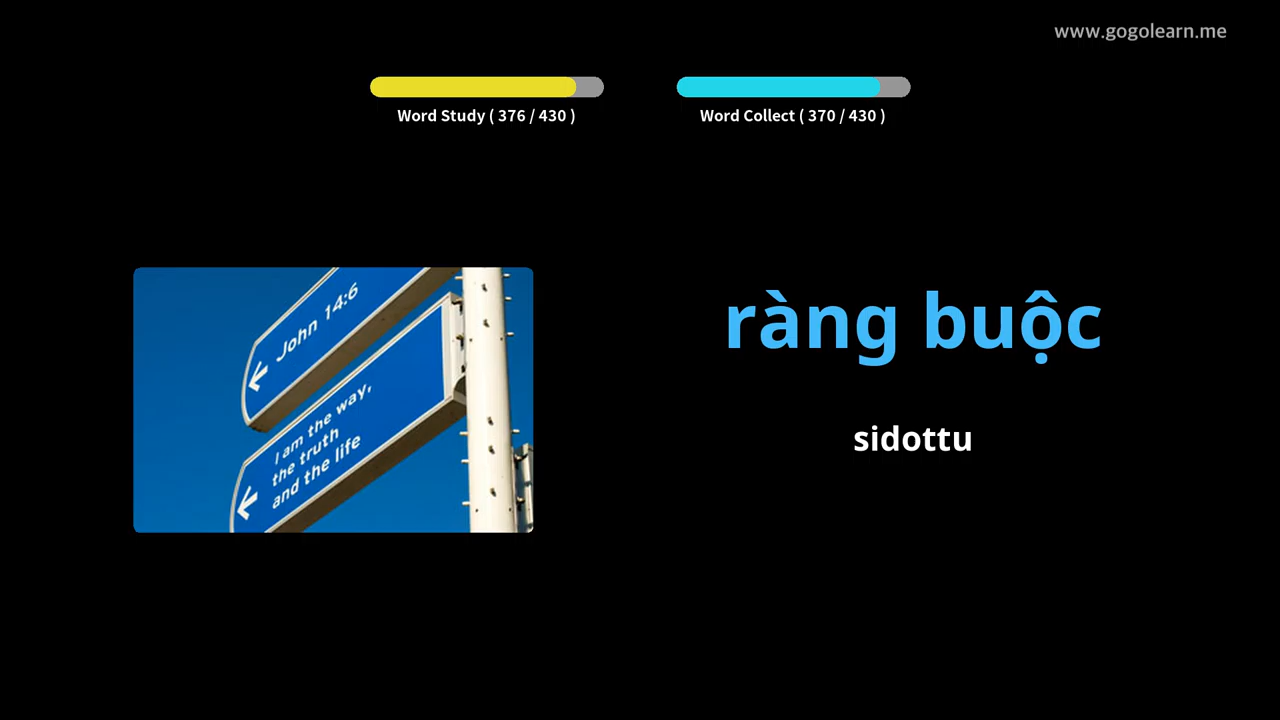 www.gogolearn.me
Word Study ( 376 / 430 )
Word Collect ( 370 / 430 )
John 14:6
I am the way,
the truth
and the life
ràng buộc
sidottu